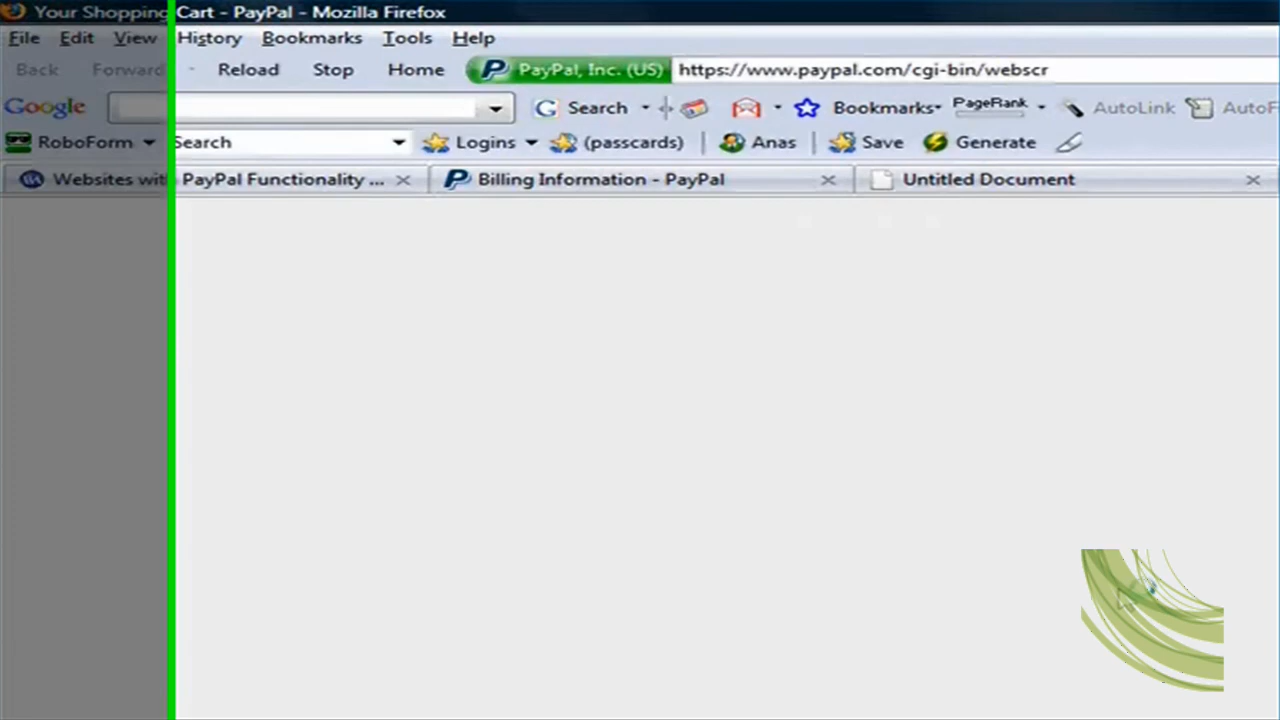 Your Shopping Cart - PayPal - Mozilla Firefox
File Edit View History Bookmarks Tools Help
Back Forward Reload Stop Home PayPal, Inc. (US) https://www.paypal.com/cgi-bin/webscr
Google Search Bookmarks PageRank AutoLink AutoF
RoboForm Search Logins (passcards) Anas Save Generate
Websites with PayPal Functionality ... Billing Information - PayPal Untitled Document